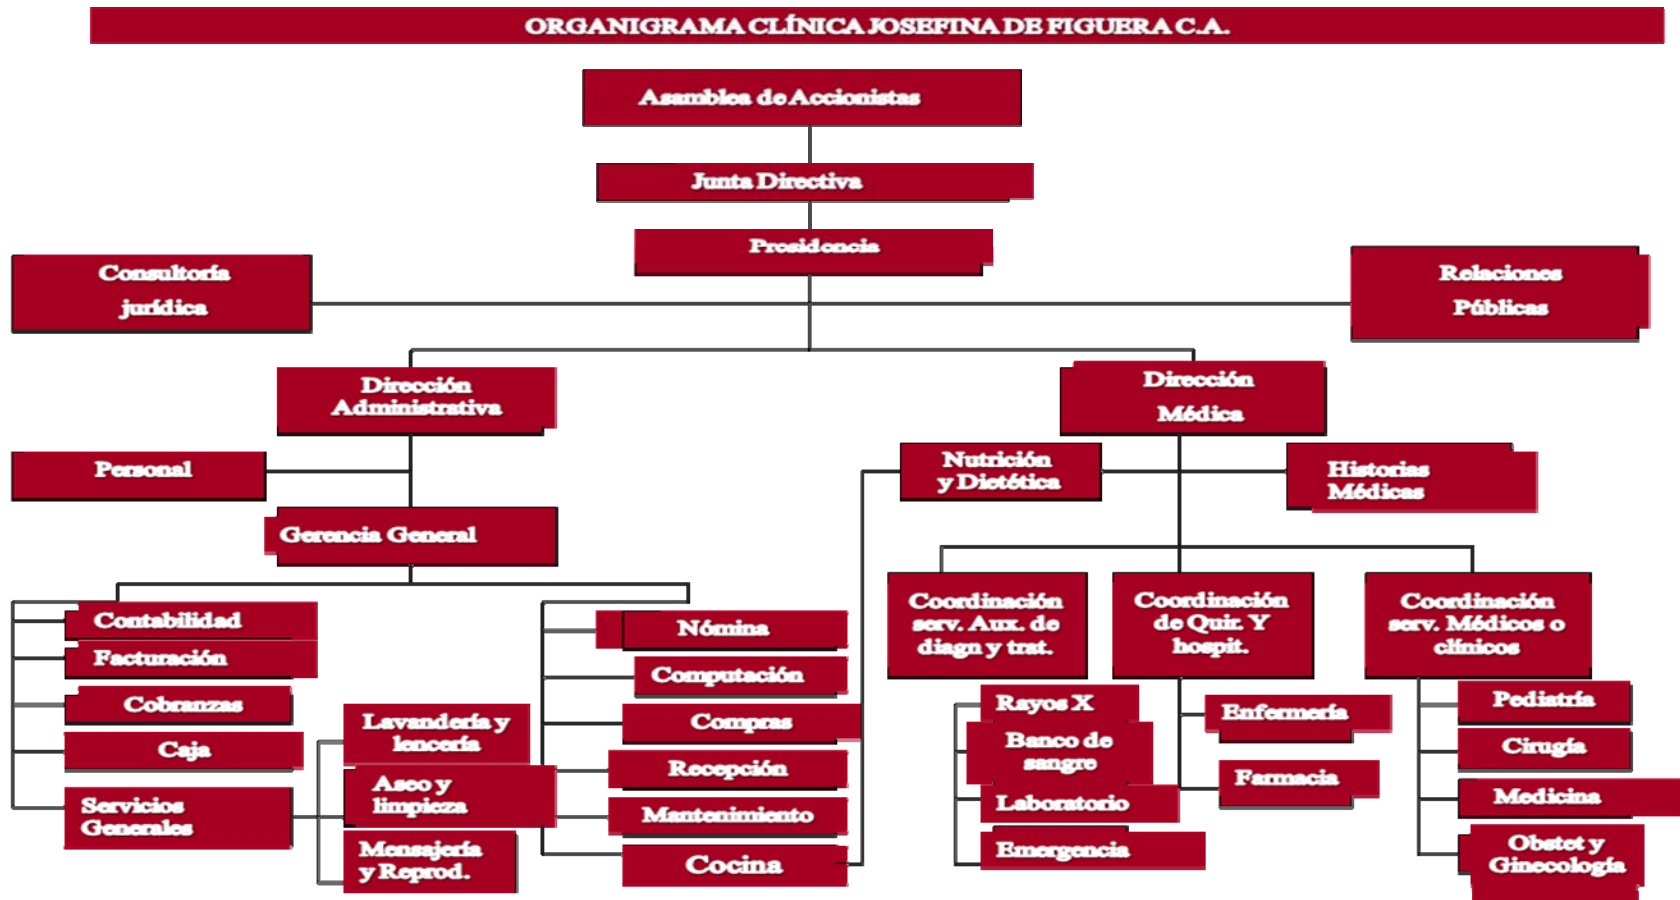 ORGANIGRAMA CLÍNICA JOSEFINA DE FIGUERA C.A.
Asamblea de Accionistas
Junta Directiva
Presidencia
Consultoría
jurídica
Relaciones
Públicas
Dirección
Administrativa
Dirección
Médica
Personal
Nutrición
y Dietética
Historias
Médicas
Gerencia General
Contabilidad
Facturación
Cobranzas
Caja
Servicios
Generales
Lavandería y
lencería
Aseo y
limpieza
Mensajería
y Reprod.
Nómina
Computación
Compras
Recepción
Mantenimiento
Cocina
Coordinación
serv. Aux. de
diagn y trat.
Coordinación
de Quir. Y
hospit.
Coordinación
serv. Médicos o
clínicos
Rayos X
Banco de
sangre
Laboratorio
Emergencia
Enfermería
Farmacia
Pediatría
Cirugía
Medicina
Obstet y
Ginecología